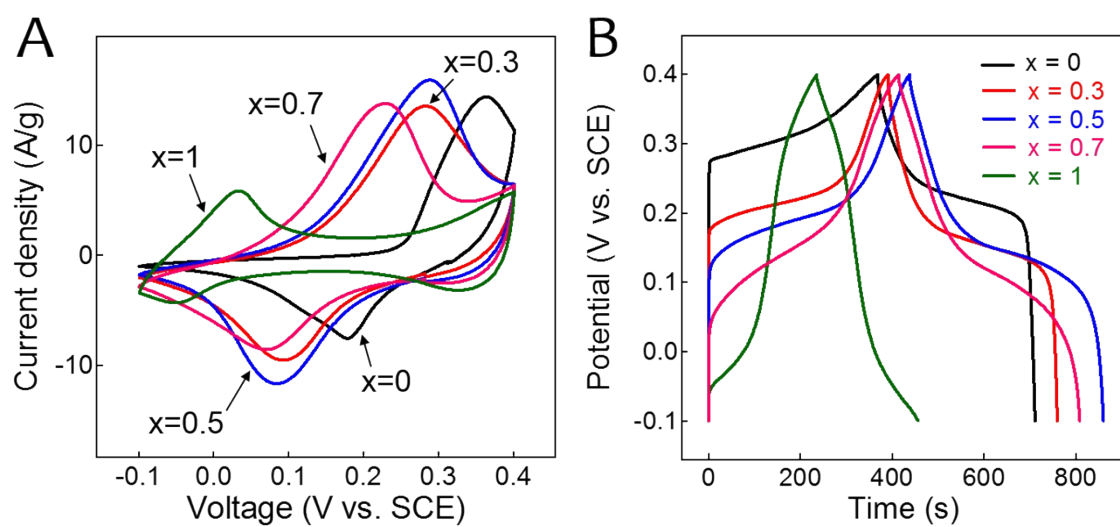 A
Current density (A/g)
10
0
-10
x=0.3
x=0.7
x=1
x=0
x=0.5
-0.1 0.0 0.1 0.2 0.3 0.4
Voltage (V vs. SCE)
B
Potential (V vs. SCE)
0.4
0.3
0.2
0.1
0.0
-0.1
x = 0
x = 0.3
x = 0.5
x = 0.7
x = 1
0 200 400 600 800
Time (s)